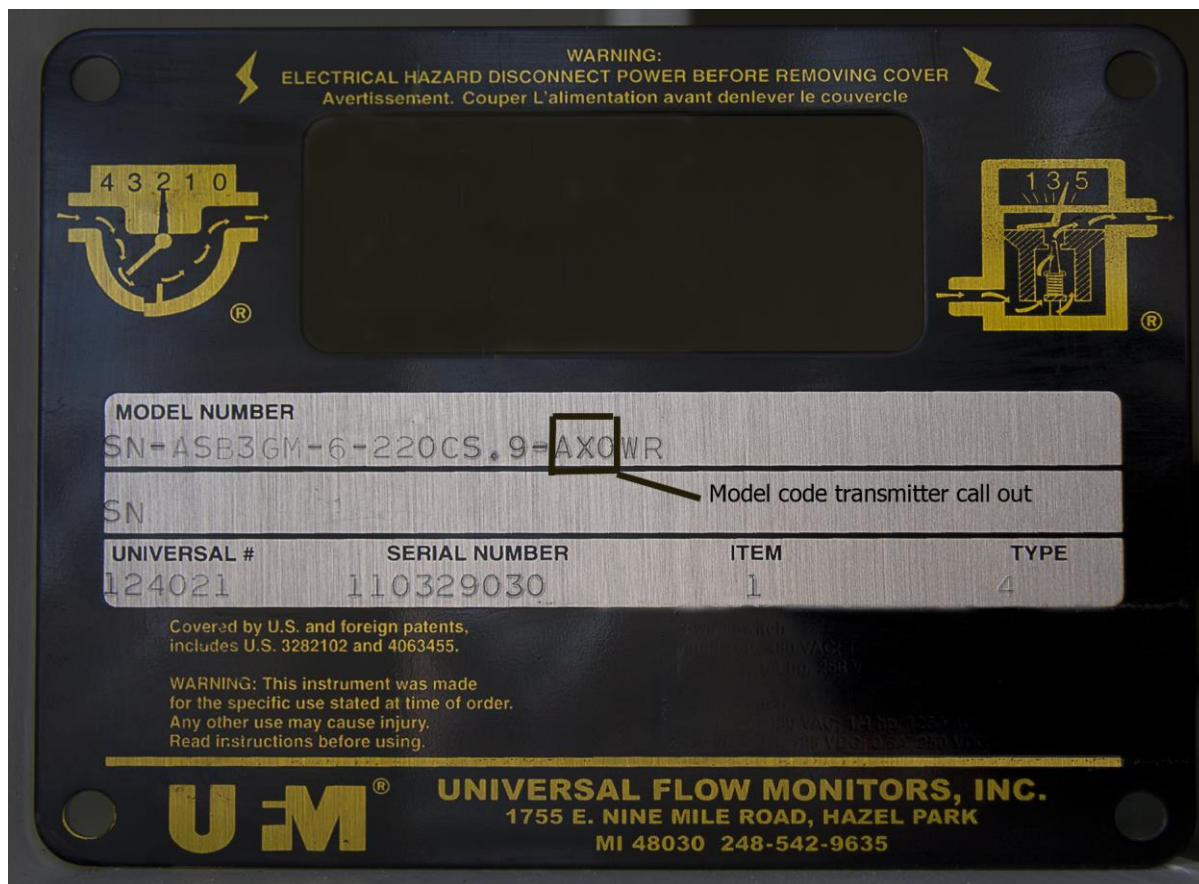 WARNING:
ELECTRICAL HAZARD DISCONNECT POWER BEFORE REMOVING COVER
Avertissement. Couper L'alimentation avant denlever le couvercle
4 3 2 1 0
1 3 5
®
®
MODEL NUMBER
SN-ASB3GM-6-220CS.9-AXOWR
Model code transmitter call out
SN
UNIVERSAL # SERIAL NUMBER ITEM TYPE
124021 110329030 1 4
Covered by U.S. and foreign patents,
includes U.S. 3282102 and 4063455.
WARNING: This instrument was made
for the specific use stated at time of order.
Any other use may cause injury.
Read instructions before using.
UFM® UNIVERSAL FLOW MONITORS, INC.
1755 E. NINE MILE ROAD, HAZEL PARK
MI 48030 248-542-9635